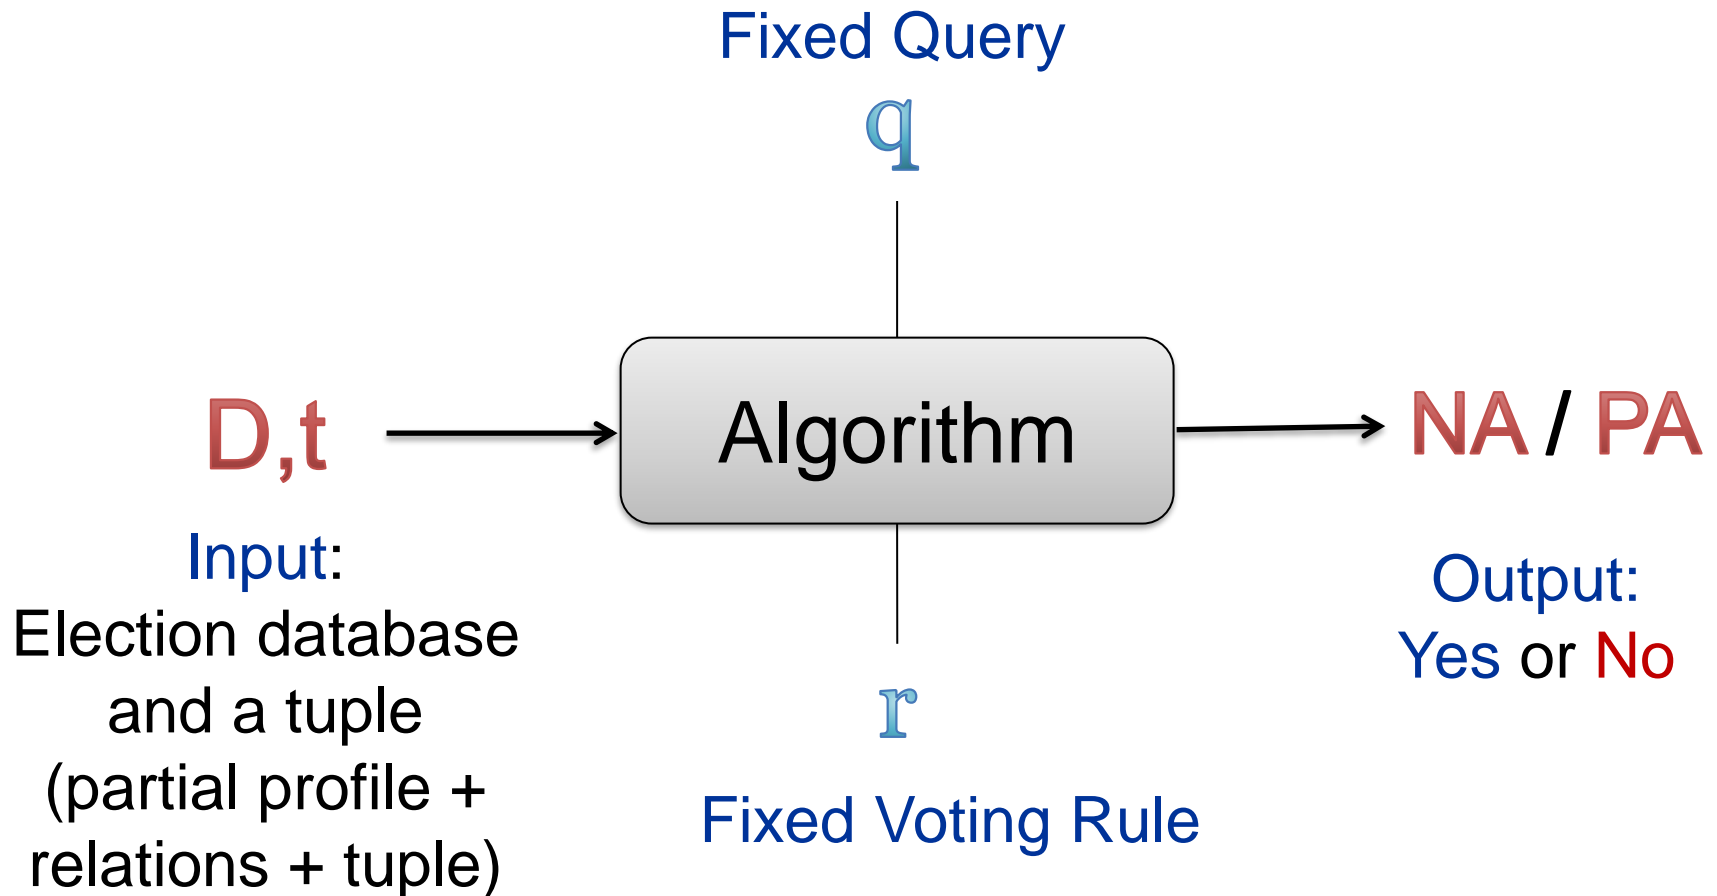 Fixed Query
q
Algorithm
D,t
NA / PA
Input:
Election database
and a tuple
(partial profile +
relations + tuple)
Output:
Yes or No
r
Fixed Voting Rule